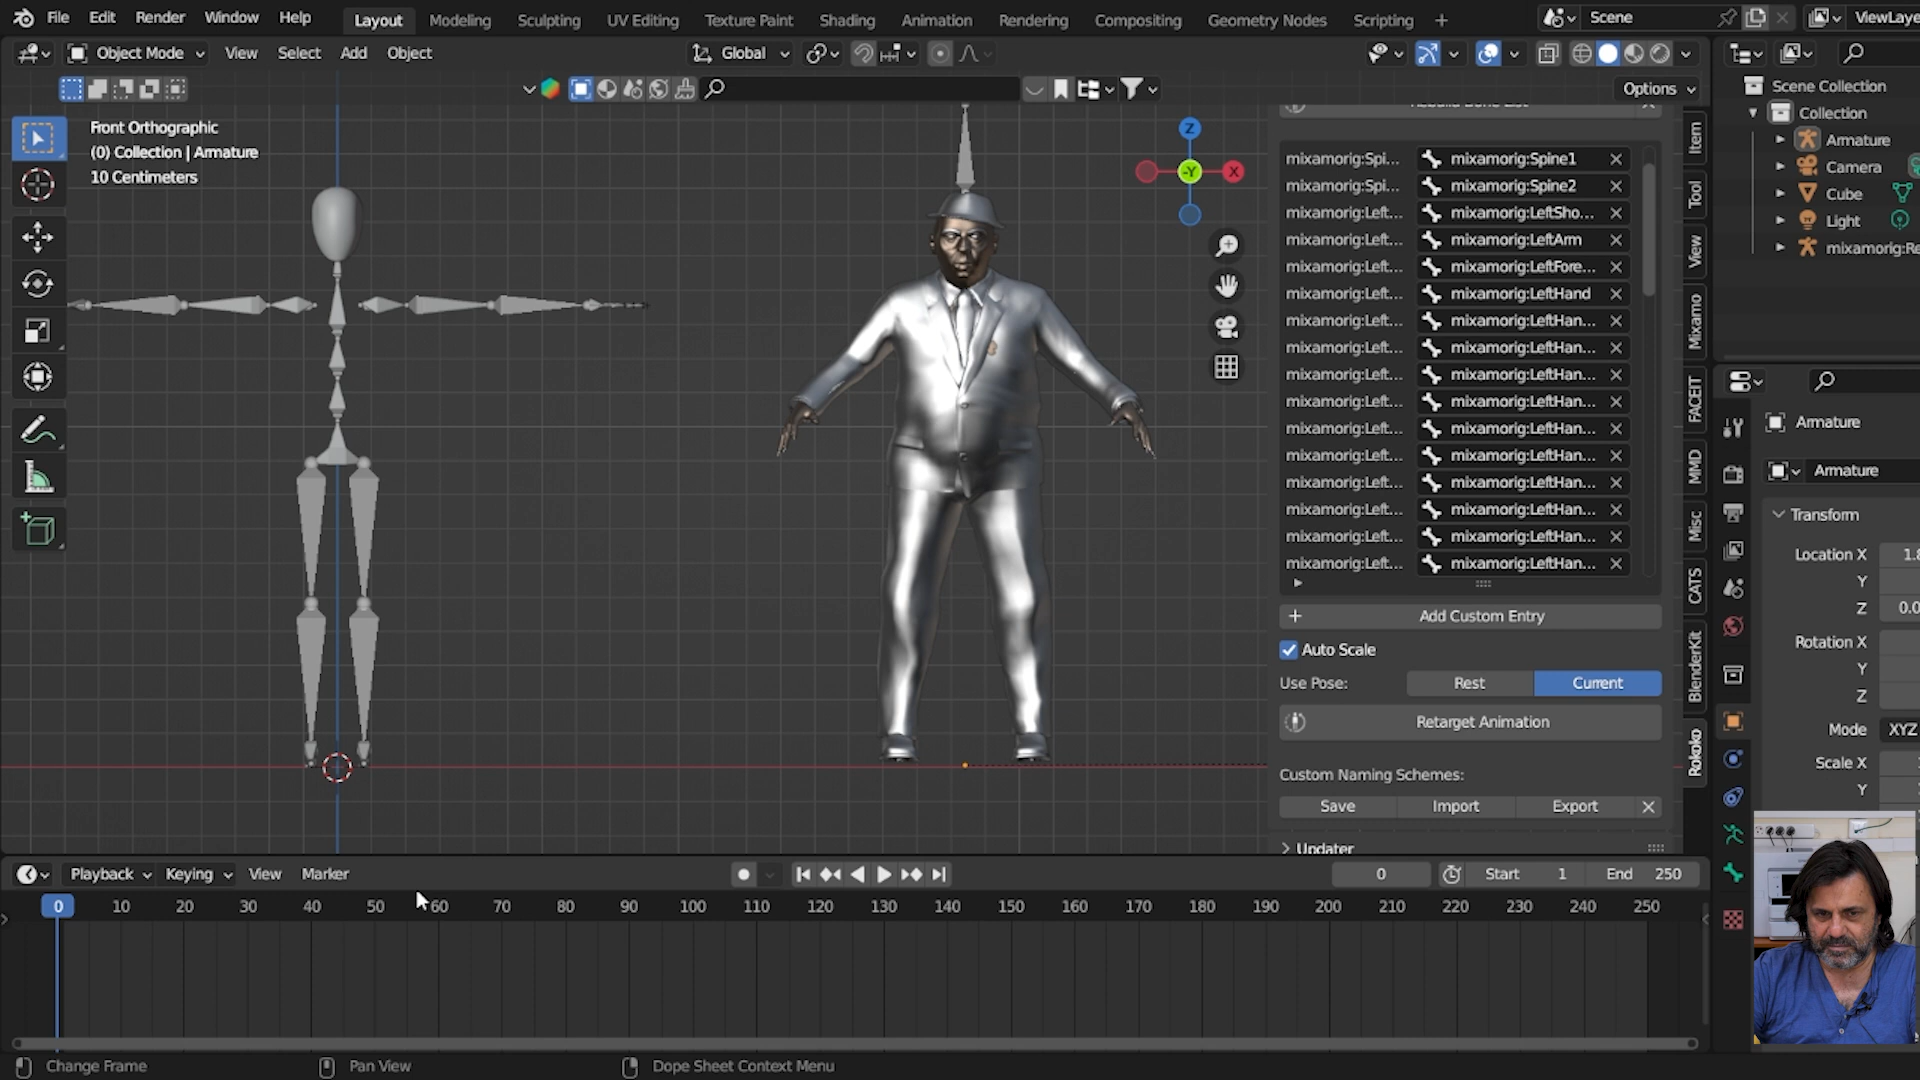 File Edit Render Window Help Layout Modeling Sculpting UV Editing Texture Paint Shading Animation Rendering Compositing Geometry Nodes Scripting + Scene ViewLaye
Object Mode View Select Add Object Global
Options
Front Orthographic
(0) Collection | Armature
10 Centimeters
Z
-Y
X
mixamorig:Spi... mixamorig:Spine1
mixamorig:Spi... mixamorig:Spine2
mixamorig:Left... mixamorig:LeftSho...
mixamorig:Left... mixamorig:LeftArm
mixamorig:Left... mixamorig:LeftFore...
mixamorig:Left... mixamorig:LeftHand
mixamorig:Left... mixamorig:LeftHan...
mixamorig:Left... mixamorig:LeftHan...
mixamorig:Left... mixamorig:LeftHan...
mixamorig:Left... mixamorig:LeftHan...
mixamorig:Left... mixamorig:LeftHan...
mixamorig:Left... mixamorig:LeftHan...
mixamorig:Left... mixamorig:LeftHan...
mixamorig:Left... mixamorig:LeftHan...
mixamorig:Left... mixamorig:LeftHan...
mixamorig:Left... mixamorig:LeftHan...
+ Add Custom Entry
Auto Scale
Use Pose: Rest Current
Retarget Animation
Custom Naming Schemes:
Save Import Export
Updater
Item
Tool
View
Mixamo
FACEIT
MMD
Misc
CATS
BlenderKit
Rokoko
Scene Collection
Collection
Armature
Camera
Cube
Light
mixamorig:Re
Armature
Armature
Transform
Location X 1.8
Y
Z 0.0
Rotation X
Y
Z
Mode XYZ
Scale X
Y
Playback Keying View Marker 0 Start 1 End 250
0 10 20 30 40 50 60 70 80 90 100 110 120 130 140 150 160 170 180 190 200 210 220 230 240 250
Change Frame Pan View Dope Sheet Context Menu